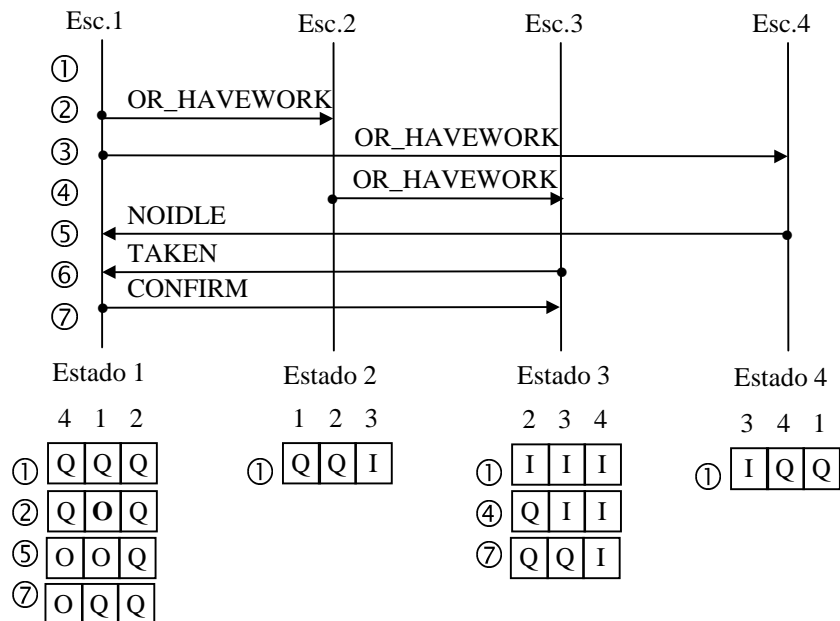 Esc.1 Esc.2 Esc.3 Esc.4
①
② OR_HAVEWORK
③ OR_HAVEWORK
④ OR_HAVEWORK
⑤ NOIDLE
⑥ TAKEN
⑦ CONFIRM
Estado 1 Estado 2 Estado 3 Estado 4
4 1 2 1 2 3 2 3 4 3 4 1
① Q Q Q ① Q Q I ① I I I ① I Q Q
② Q O Q ④ Q I I
⑤ O O Q ⑦ Q Q I
⑦ O Q Q